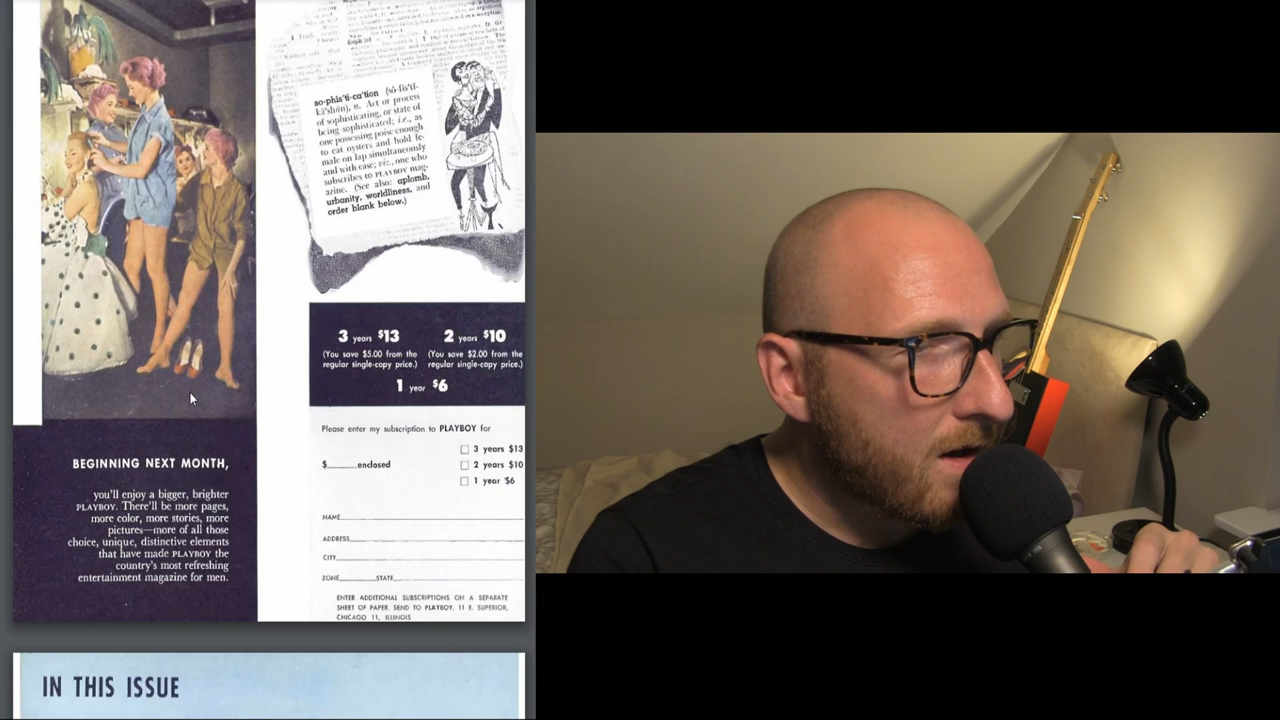 so·phis'ti·ca'tion (sô-fĭs'tĭ-
kā'shŭn), n. Act or process
of sophisticating, or state of
being sophisticated; i.e., as
one possessing poise enough
to eat oysters and hold fe-
male on lap simultaneously
and with ease; viz., one who
subscribes to PLAYBOY mag-
azine. (See also: aplomb,
urbanity, worldliness, and
order blank below.)
3 years $13 2 years $10
(You save $5.00 from the (You save $2.00 from the
regular single-copy price.) regular single-copy price.)
1 year $6
Please enter my subscription to PLAYBOY for
3 years $13
$ enclosed 2 years $10
1 year $6
NAME
ADDRESS
CITY
ZONE STATE
ENTER ADDITIONAL SUBSCRIPTIONS ON A SEPARATE
SHEET OF PAPER. SEND TO PLAYBOY, 11 E. SUPERIOR,
CHICAGO 11, ILLINOIS
BEGINNING NEXT MONTH,
you'll enjoy a bigger, brighter
PLAYBOY. There'll be more pages,
more color, more stories, more
pictures—more of all those
choice, unique, distinctive elements
that have made PLAYBOY the
country's most refreshing
entertainment magazine for men.
IN THIS ISSUE